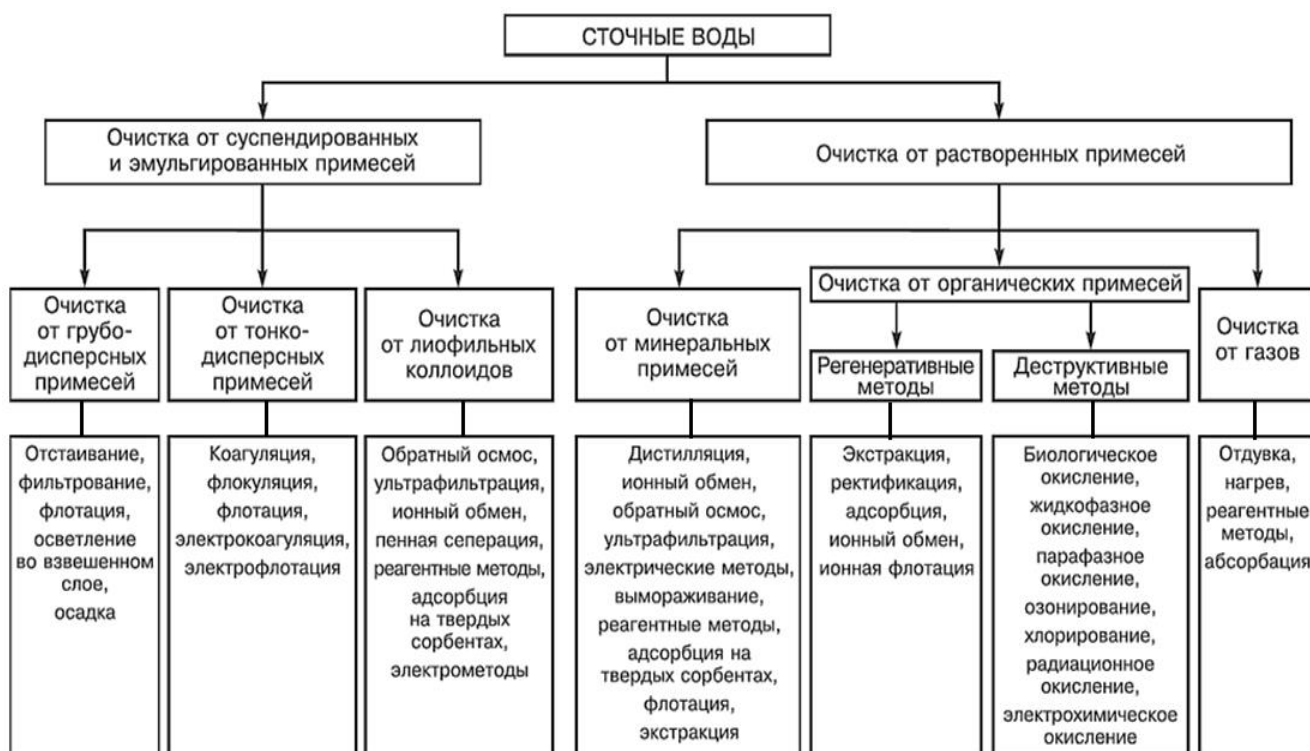 СТОЧНЫЕ ВОДЫ
Очистка от суспендированных
и эмульгированных примесей
Очистка от растворенных примесей
Очистка
от грубо-
дисперсных
примесей
Очистка
от тонко-
дисперсных
примесей
Очистка
от лиофильных
коллоидов
Очистка
от минеральных
примесей
Очистка от органических примесей
Регенеративные
методы
Деструктивные
методы
Очистка
от газов
Отстаивание,
фильтрование,
флотация,
осветление
во взвешенном
слое,
осадка
Коагуляция,
флокуляция,
флотация,
электрокоагуляция,
электрофлотация
Обратный осмос,
ультрафильтрация,
ионный обмен,
пенная сеперация,
реагентные методы,
адсорбция
на твердых
сорбентах,
электрометоды
Дистилляция,
ионный обмен,
обратный осмос,
ультрафильтрация,
электрические методы,
вымораживание,
реагентные методы,
адсорбция на
твердых сорбентах,
флотация,
экстракция
Экстракция,
ректификация,
адсорбция,
ионный обмен,
ионная флотация
Биологическое
окисление,
жидкофазное
окисление,
парафазное
окисление,
озонирование,
хлорирование,
радиационное
окисление,
электрохимическое
окисление
Отдувка,
нагрев,
реагентные
методы,
абсорбация